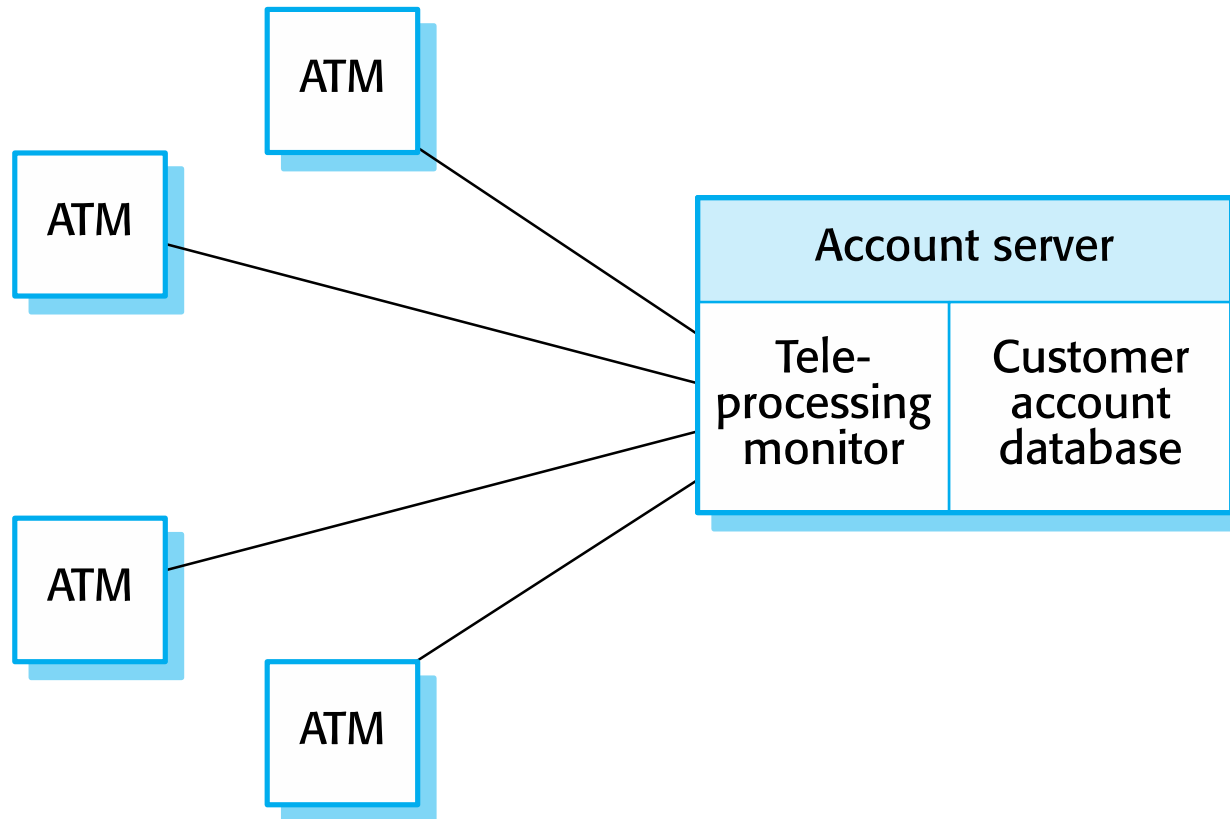 ATM
ATM
Account server
Tele-
processing
monitor
Customer
account
database
ATM
ATM